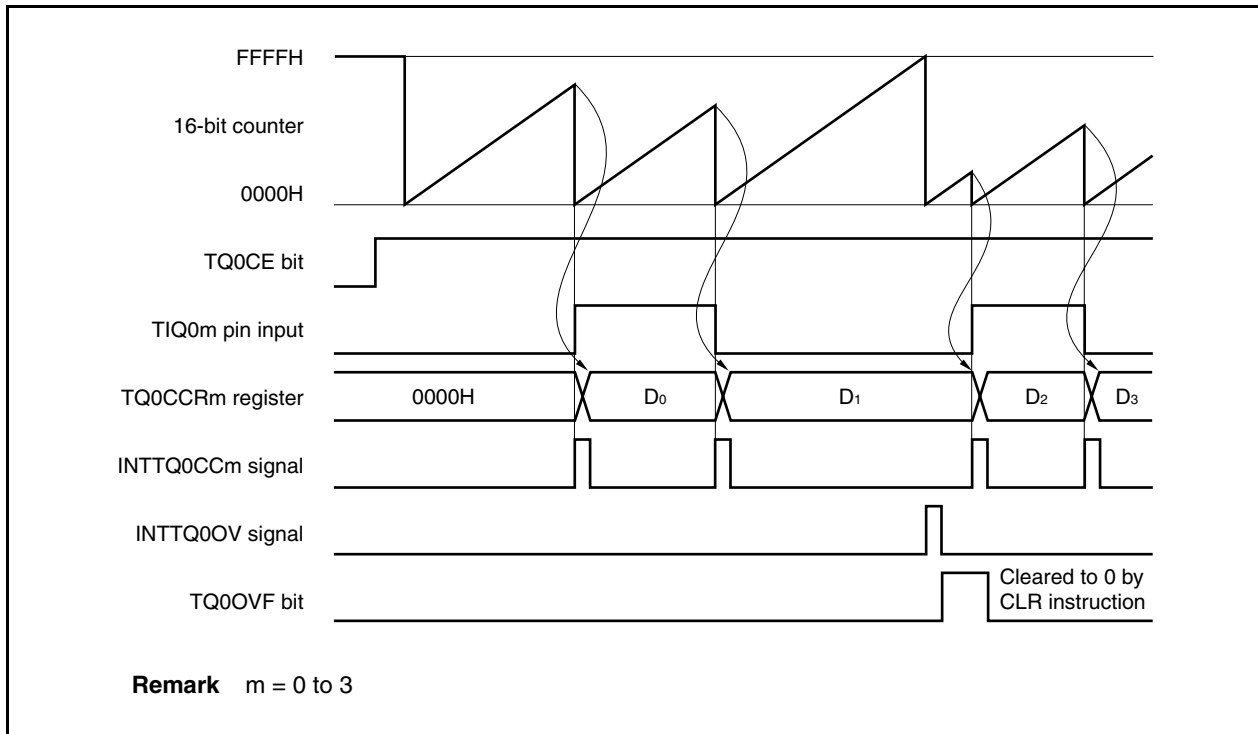 FFFFH
16-bit counter
0000H
TQ0CE bit
TIQ0m pin input
TQ0CCRm register
0000H D0 D1 D2 D3
INTTQ0CCm signal
INTTQ0OV signal
Cleared to 0 by
TQ0OVF bit CLR instruction
Remark m = 0 to 3